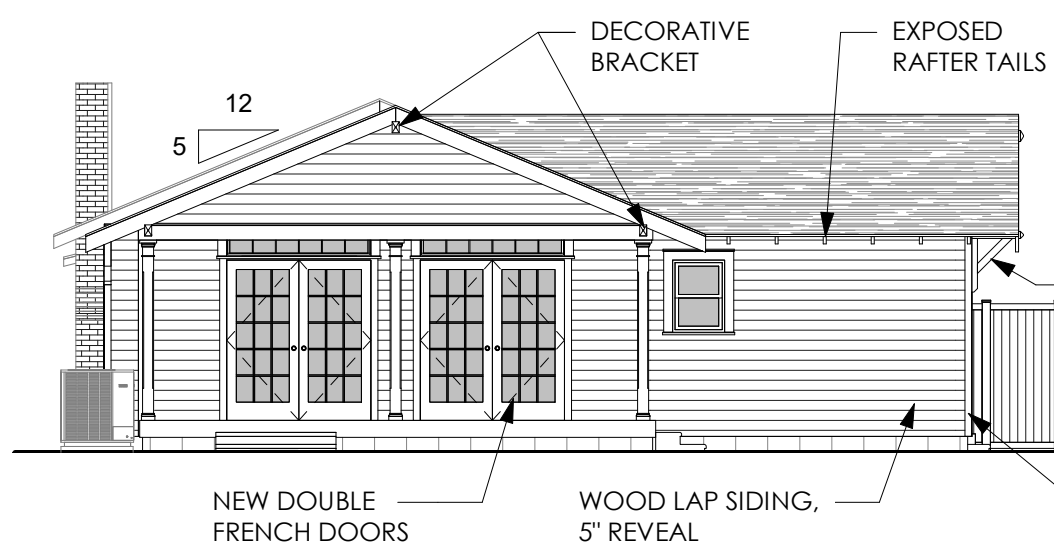 DECORATIVE
BRACKET
EXPOSED
RAFTER TAILS
12
5
NEW DOUBLE
FRENCH DOORS
WOOD LAP SIDING,
5" REVEAL